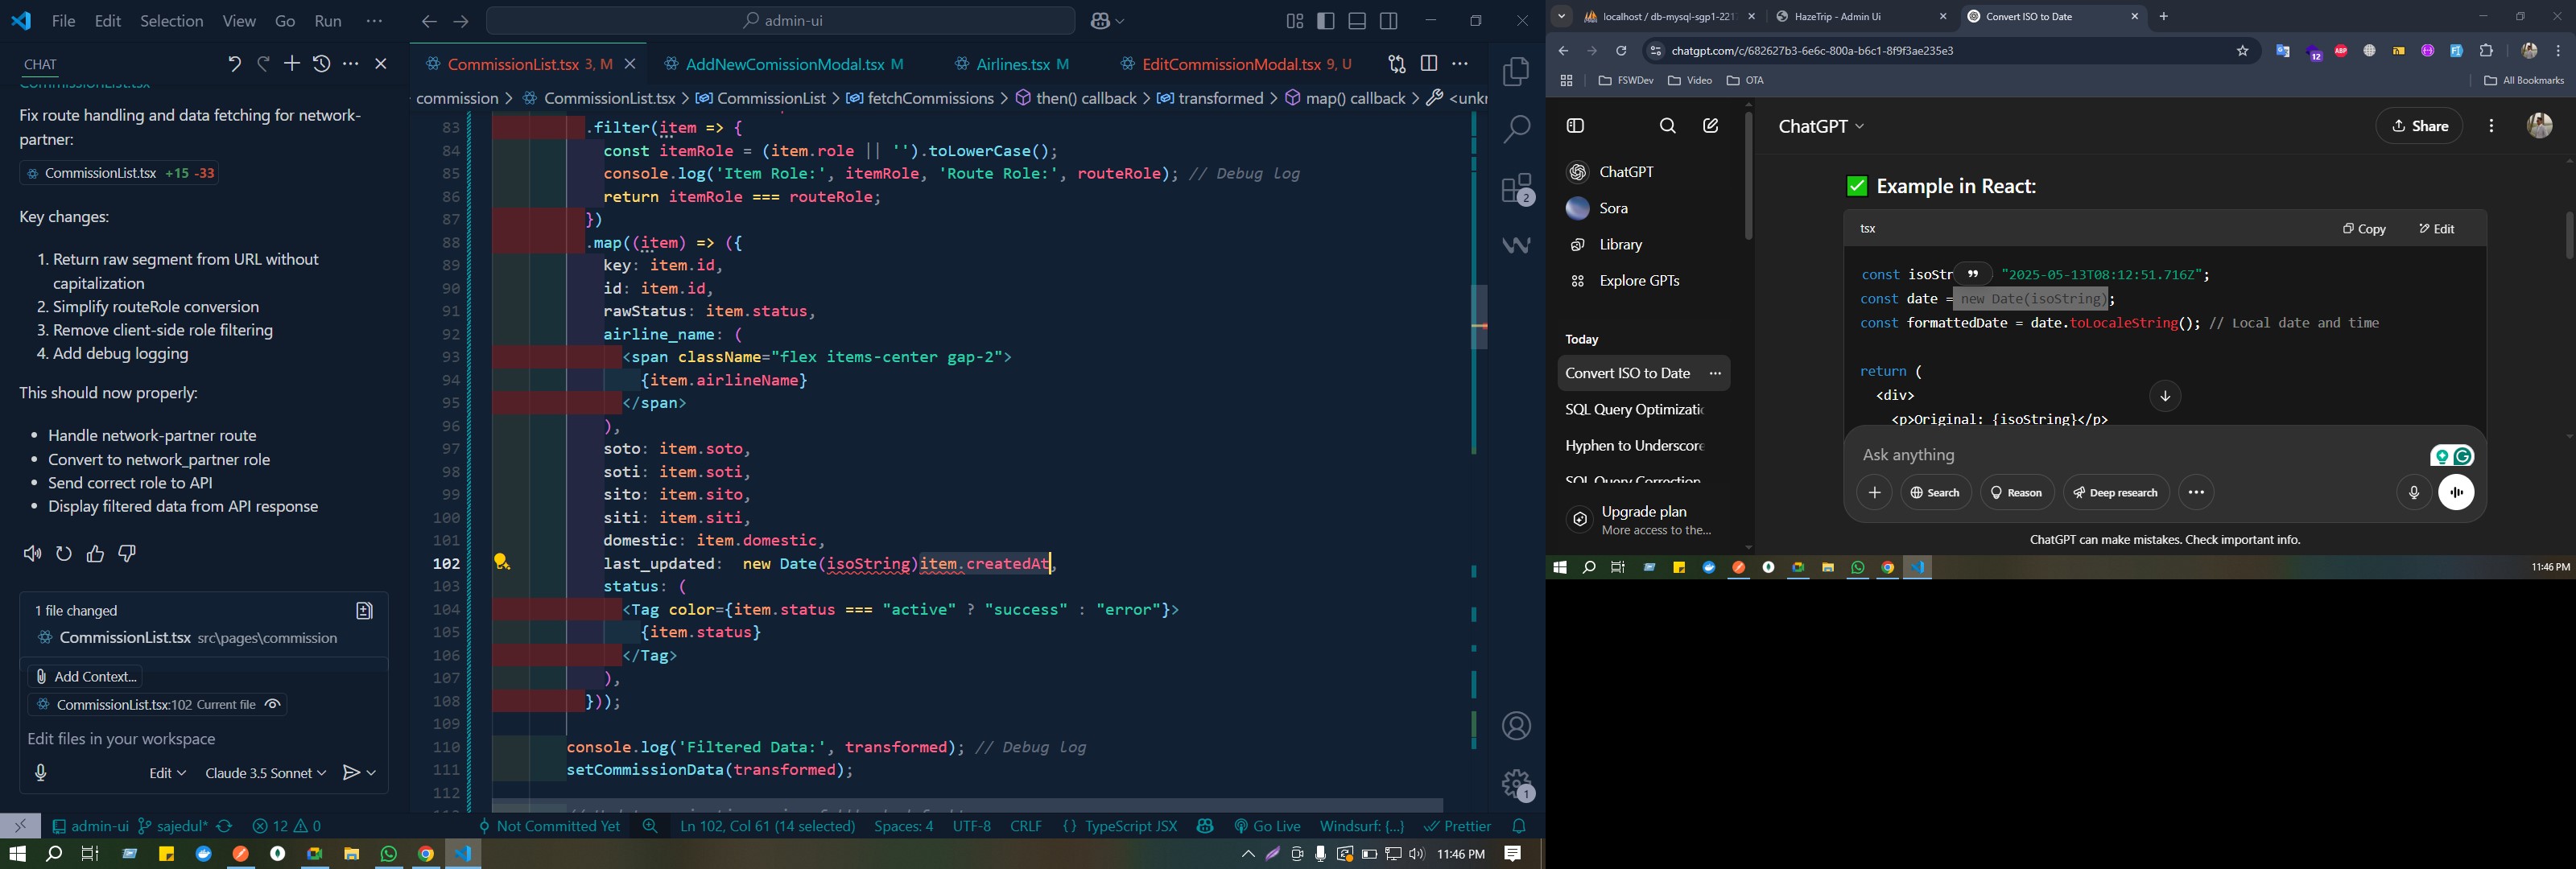 File Edit Selection View Go Run ...
admin-ui
CHAT
CommissionList.tsx
Fix route handling and data fetching for network-
partner:
CommissionList.tsx +15 -33
Key changes:
1. Return raw segment from URL without
capitalization
2. Simplify routeRole conversion
3. Remove client-side role filtering
4. Add debug logging
This should now properly:
• Handle network-partner route
• Convert to network_partner role
• Send correct role to API
• Display filtered data from API response
1 file changed
CommissionList.tsx src\pages\commission
Add Context...
CommissionList.tsx:102 Current file
Edit files in your workspace
Edit Claude 3.5 Sonnet
CommissionList.tsx 3, M
AddNewComissionModal.tsx M
Airlines.tsx M
EditCommissionModal.tsx 9, U
commission > CommissionList.tsx > CommissionList > fetchCommissions > then() callback > transformed > map() callback >
83 .filter(item => {
84 const itemRole = (item.role || '').toLowerCase();
85 console.log('Item Role:', itemRole, 'Route Role:', routeRole); // Debug log
86 return itemRole === routeRole;
87 })
88 .map((item) => ({
89 key: item.id,
90 id: item.id,
91 rawStatus: item.status,
92 airline_name: (
93 <span className="flex items-center gap-2">
94 {item.airlineName}
95 </span>
96 ),
97 soto: item.soto,
98 soti: item.soti,
99 sito: item.sito,
100 siti: item.siti,
101 domestic: item.domestic,
102 last_updated: new Date(isoString)item.createdAt,
103 status: (
104 <Tag color={item.status === "active" ? "success" : "error"}>
105 {item.status}
106 </Tag>
107 ),
108 }));
109
110 console.log('Filtered Data:', transformed); // Debug log
111 setCommissionData(transformed);
112
2
1
admin-ui sajedul* 12 0
Not Committed Yet
Ln 102, Col 61 (14 selected) Spaces: 4 UTF-8 CRLF {} TypeScript JSX Go Live Windsurf: {...} Prettier
11:46 PM
localhost / db-mysql-sgp1-221
HazeTrip - Admin Ui
Convert ISO to Date
chatgpt.com/c/682627b3-6e6c-800a-b6c1-8f9f3ae235e3
12
ABP
FSWDev Video OTA All Bookmarks
ChatGPT
Sora
Library
Explore GPTs
Today
Convert ISO to Date ...
SQL Query Optimizatic
Hyphen to Underscore
SQL Query Correction
Upgrade plan
More access to the...
ChatGPT
Share
Example in React:
tsx Copy Edit
const isoStr "2025-05-13T08:12:51.716Z";
const date = new Date(isoString);
const formattedDate = date.toLocaleString(); // Local date and time
return (
<div>
<p>Original: {isoString}</p>
Ask anything
Search Reason Deep research ...
ChatGPT can make mistakes. Check important info.
11:46 PM